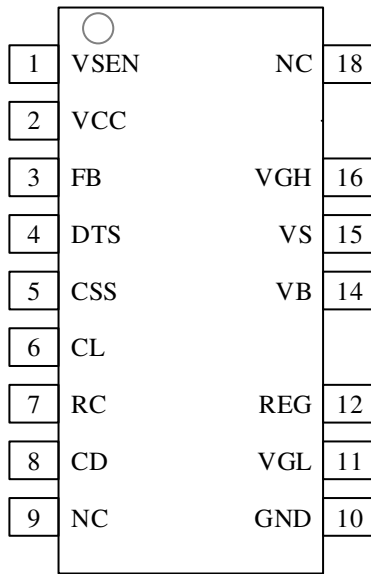 1 VSEN NC 18
2 VCC
3 FB VGH 16
4 DTS VS 15
5 CSS VB 14
6 CL
7 RC REG 12
8 CD VGL 11
9 NC GND 10